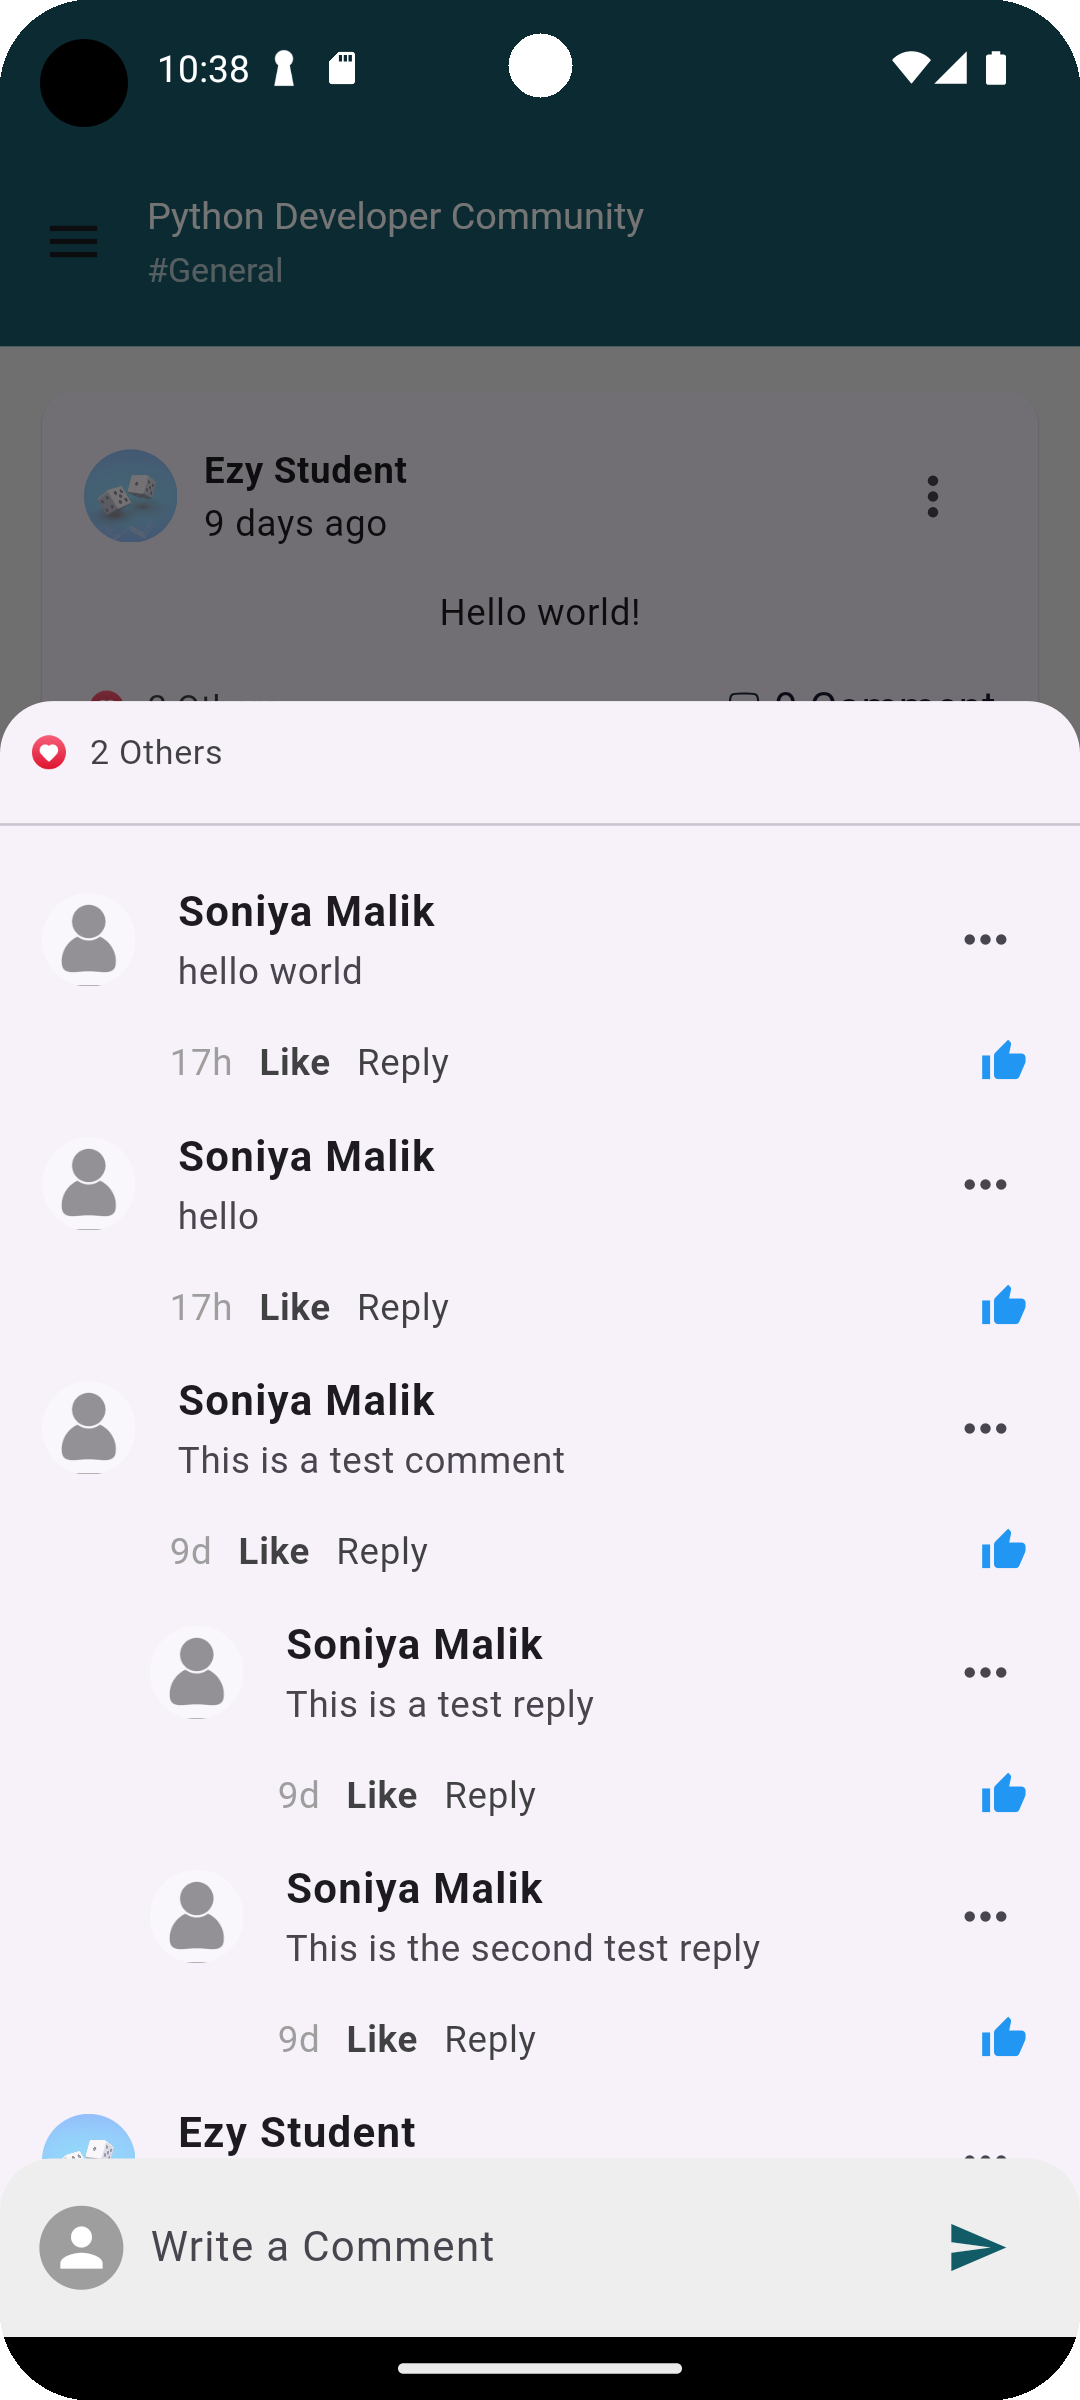 10:38
Python Developer Community
#General
Ezy Student
9 days ago
Hello world!
2 Others
Soniya Malik
hello world
17h Like Reply
Soniya Malik
hello
17h Like Reply
Soniya Malik
This is a test comment
9d Like Reply
Soniya Malik
This is a test reply
9d Like Reply
Soniya Malik
This is the second test reply
9d Like Reply
Ezy Student
Write a Comment